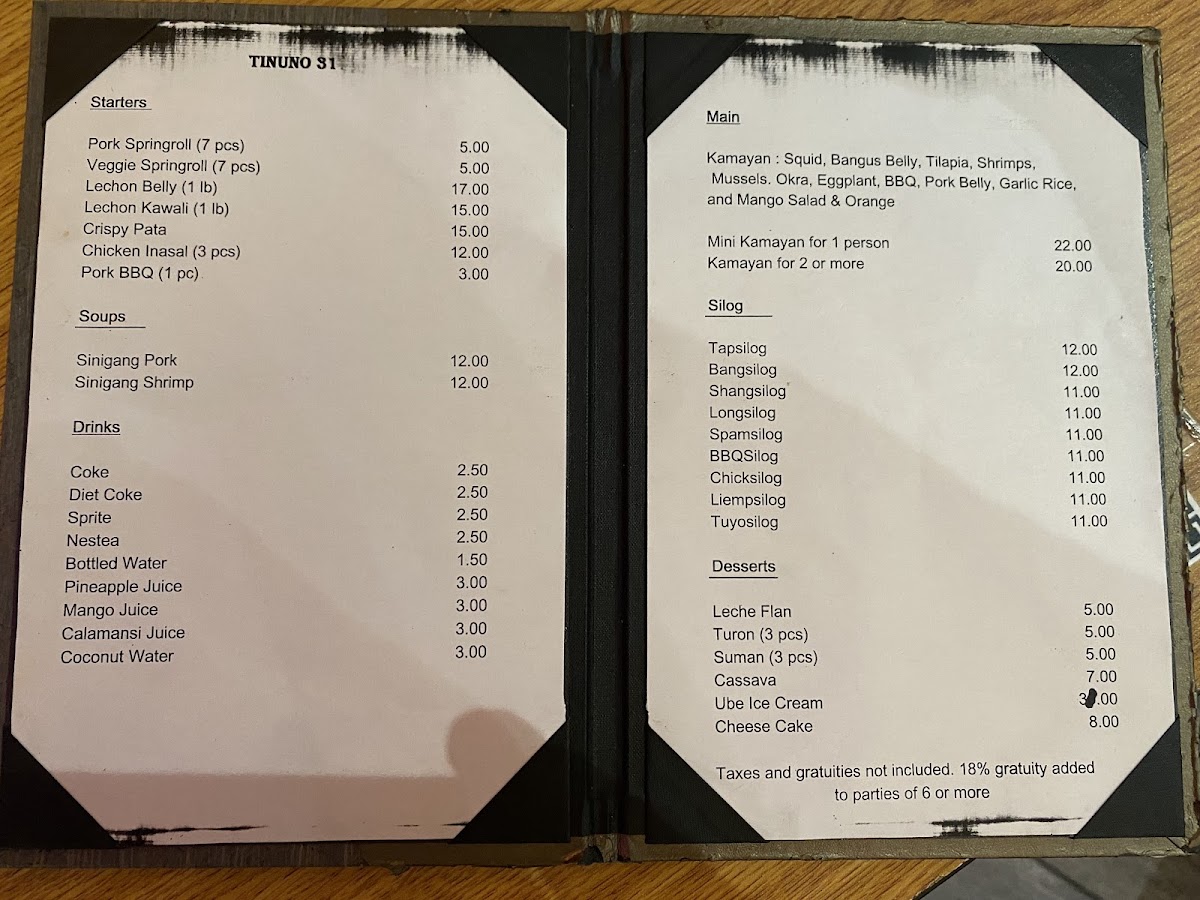 TINUNO 31
Starters
Pork Springroll (7 pcs) 5.00
Veggie Springroll (7 pcs) 5.00
Lechon Belly (1 lb) 17.00
Lechon Kawali (1 lb) 15.00
Crispy Pata 15.00
Chicken Inasal (3 pcs) 12.00
Pork BBQ (1 pc) 3.00
Soups
Sinigang Pork 12.00
Sinigang Shrimp 12.00
Drinks
Coke 2.50
Diet Coke 2.50
Sprite 2.50
Nestea 2.50
Bottled Water 1.50
Pineapple Juice 3.00
Mango Juice 3.00
Calamansi Juice 3.00
Coconut Water 3.00
Main
Kamayan : Squid, Bangus Belly, Tilapia, Shrimps,
Mussels. Okra, Eggplant, BBQ, Pork Belly, Garlic Rice,
and Mango Salad & Orange
Mini Kamayan for 1 person 22.00
Kamayan for 2 or more 20.00
Silog
Tapsilog 12.00
Bangsilog 12.00
Shangsilog 11.00
Longsilog 11.00
Spamsilog 11.00
BBQSilog 11.00
Chicksilog 11.00
Liempsilog 11.00
Tuyosilog 11.00
Desserts
Leche Flan 5.00
Turon (3 pcs) 5.00
Suman (3 pcs) 5.00
Cassava 7.00
Ube Ice Cream 3.00
Cheese Cake 8.00
Taxes and gratuities not included. 18% gratuity added
to parties of 6 or more